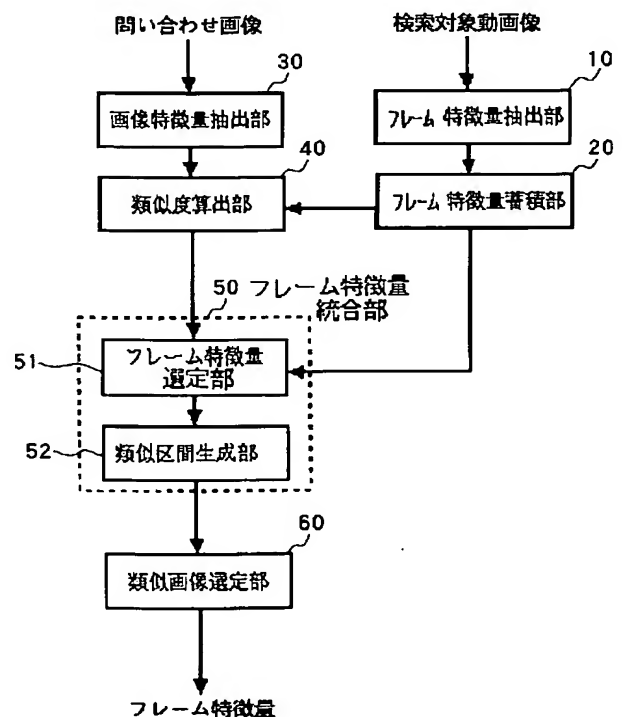 問い合わせ画像
検索対象動画像
30
10
画像特徴量抽出部
フレーム 特徴量抽出部
40
20
類似度算出部
フレーム 特徴量蓄積部
50 フレーム特徴量
統合部
51
フレーム特徴量
選定部
52
類似区間生成部
60
類似画像選定部
フレーム特徴量